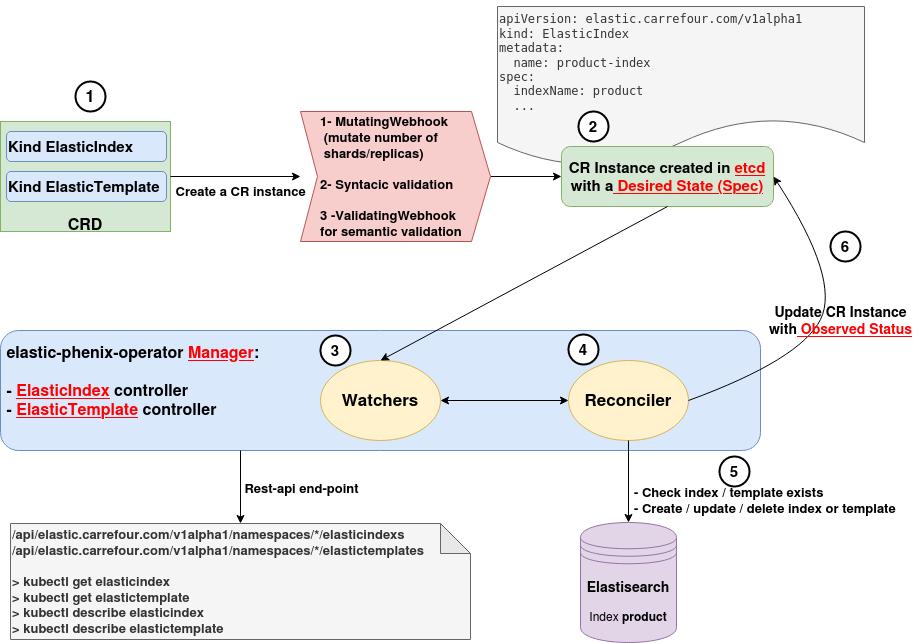 apiVersion: elastic.carrefour.com/v1alpha1
kind: ElasticIndex
metadata:
  name: product-index
spec:
  indexName: product
  ...
1
Kind ElasticIndex
Kind ElasticTemplate
CRD
Create a CR instance
1- MutatingWebhook
(mutate number of
shards/replicas)
2- Syntacic validation
3 -ValidatingWebhook
for semantic validation
2
CR Instance created in etcd
with a Desired State (Spec)
6
Update CR Instance
with Observed Status
elastic-phenix-operator Manager:
- ElasticIndex controller
- ElasticTemplate controller
3
Watchers
4
Reconciler
5
- Check index / template exists
- Create / update / delete index or template
Rest-api end-point
/api/elastic.carrefour.com/v1alpha1/namespaces/*/elasticindexs
/api/elastic.carrefour.com/v1alpha1/namespaces/*/elastictemplates
> kubectl get elasticindex
> kubectl get elastictemplate
> kubectl describe elasticindex
> kubectl describe elastictemplate
Elastisearch
Index product